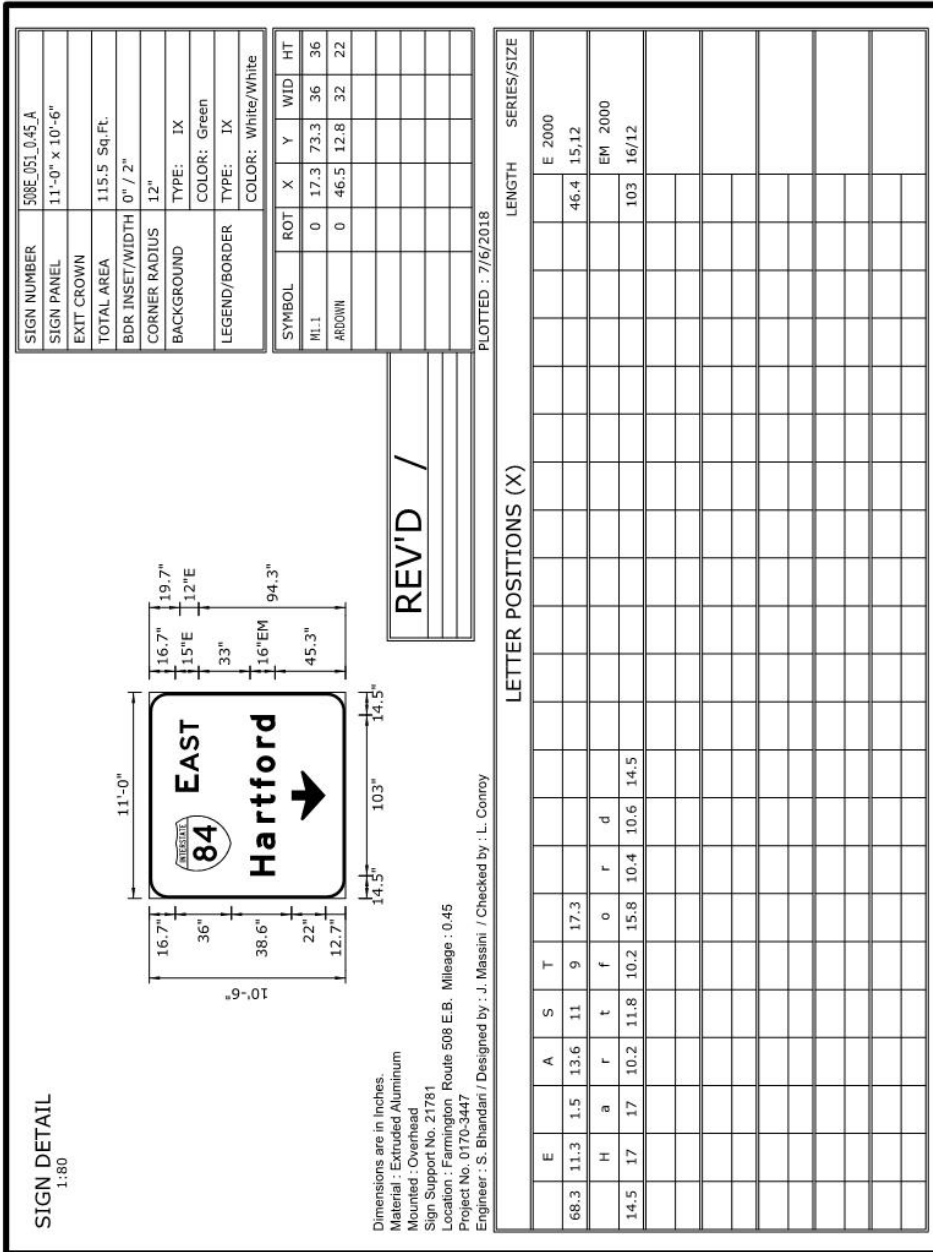 SIGN DETAIL
1:80
11'-0"
10'-6"
16.7"
36"
38.6"
22"
12.7"
INTERSTATE
84
EAST
Hartford
16.7"
15"E
33"
16"EM
45.3"
19.7"
12"E
94.3"
14.5"
103"
14.5"
SIGN NUMBER 508E_051_0.45_A
SIGN PANEL 11'-0" x 10'-6"
EXIT CROWN
TOTAL AREA 115.5 Sq.Ft.
BDR INSET/WIDTH 0" / 2"
CORNER RADIUS 12"
BACKGROUND TYPE: IX
COLOR: Green
LEGEND/BORDER TYPE: IX
COLOR: White/White
SYMBOL ROT X Y WID HT
M1.1 0 17.3 73.3 36 36
ARDOWN 0 46.5 12.8 32 22
Dimensions are in Inches.
Material : Extruded Aluminum
Mounted : Overhead
Sign Support No. 21781
Location : Farmington Route 508 E.B. Mileage : 0.45
Project No. 0170-3447
Engineer : S. Bhandari / Designed by : J. Massini / Checked by : L. Conroy
REV'D /
PLOTTED : 7/6/2018
LETTER POSITIONS (X) LENGTH SERIES/SIZE
E A S T E 2000
68.3 11.3 1.5 13.6 11 9 17.3 46.4 15,12
H a r t f o r d EM 2000
14.5 17 17 10.2 11.8 10.2 15.8 10.4 10.6 14.5 103 16/12